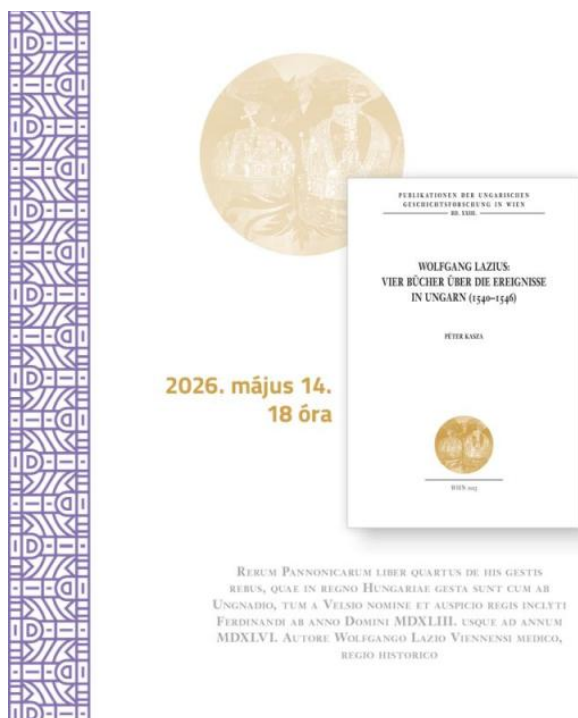 PUBLIKATIONEN DER UNGARISCHEN
GESCHICHTSFORSCHUNG IN WIEN
BD. XXIII.
WOLFGANG LAZIUS:
VIER BÜCHER ÜBER DIE EREIGNISSE
IN UNGARN (1540–1546)
PÉTER KASZA
2026. május 14.
18 óra
WIEN 2025
RERUM PANNONICARUM LIBER QUARTUS DE HIS GESTIS
REBUS, QUAE IN REGNO HUNGARIAE GESTA SUNT CUM AB
UNGNADIO, TUM A VELSIO NOMINE ET AUSPICIO REGIS INCLYTI
FERDINANDI AB ANNO DOMINI MDXLIII. USQUE AD ANNUM
MDXLVI. AUTORE WOLFGANGO LAZIO VIENNENSI MEDICO,
REGIO HISTORICO